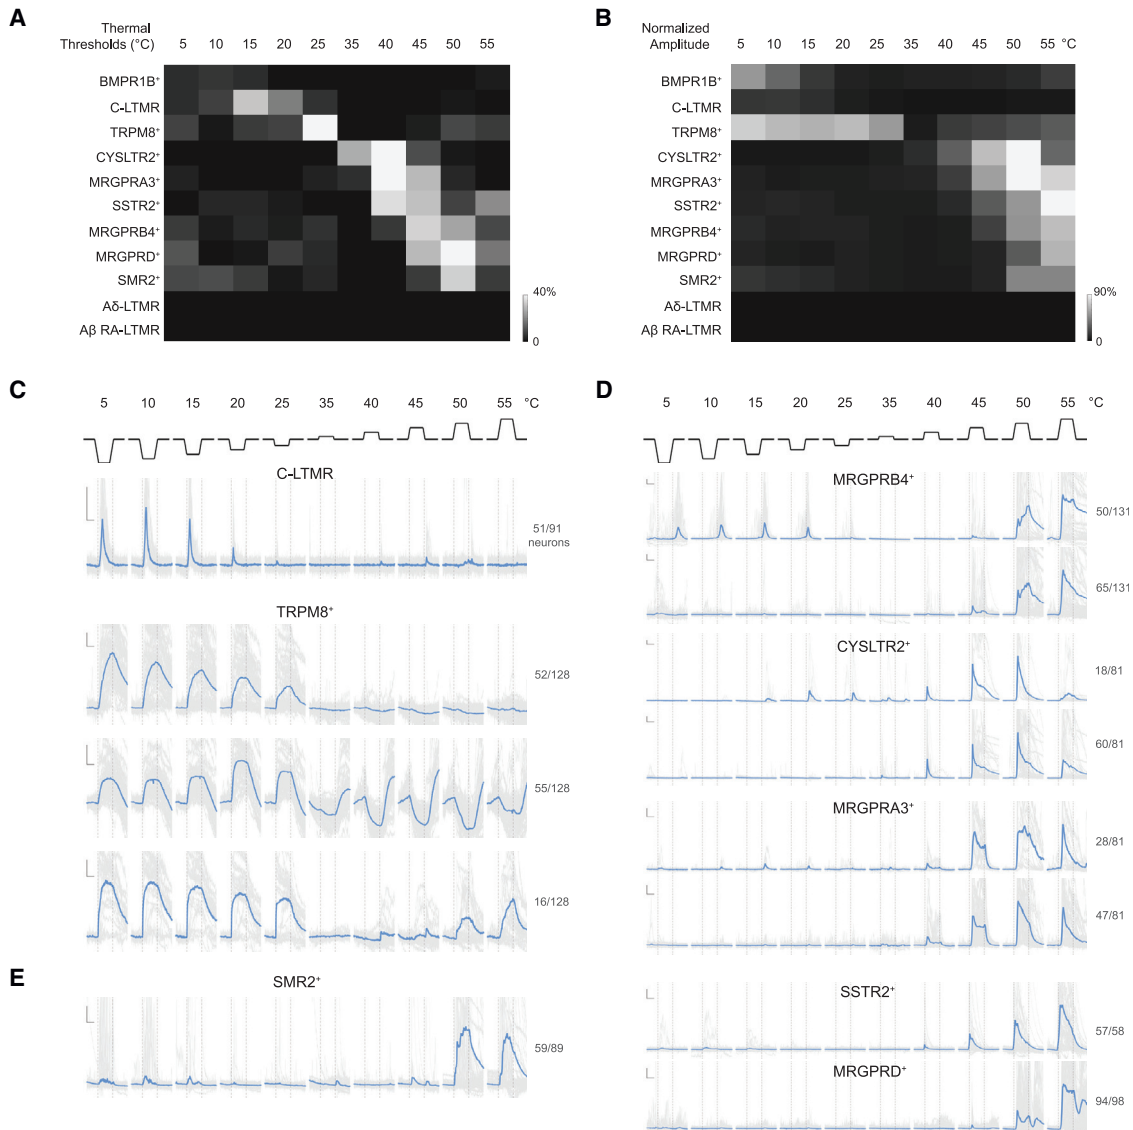 A
Thermal
Thresholds (°C)
5 10 15 20 25 35 40 45 50 55
BMPR1B+
C-LTMR
TRPM8+
CYSLTR2+
MRGPRA3+
SSTR2+
MRGPRB4+
MRGPRD+
SMR2+
Aδ-LTMR
Aβ RA-LTMR
40%
0
B
Normalized
Amplitude
5 10 15 20 25 35 40 45 50 55 °C
BMPR1B+
C-LTMR
TRPM8+
CYSLTR2+
MRGPRA3+
SSTR2+
MRGPRB4+
MRGPRD+
SMR2+
Aδ-LTMR
Aβ RA-LTMR
90%
0
C
5 10 15 20 25 35 40 45 50 55 °C
C-LTMR
51/91
neurons
TRPM8+
52/128
55/128
16/128
D
5 10 15 20 25 35 40 45 50 55 °C
MRGPRB4+
50/131
65/131
CYSLTR2+
18/81
60/81
MRGPRA3+
28/81
47/81
SSTR2+
57/58
MRGPRD+
94/98
E
SMR2+
59/89